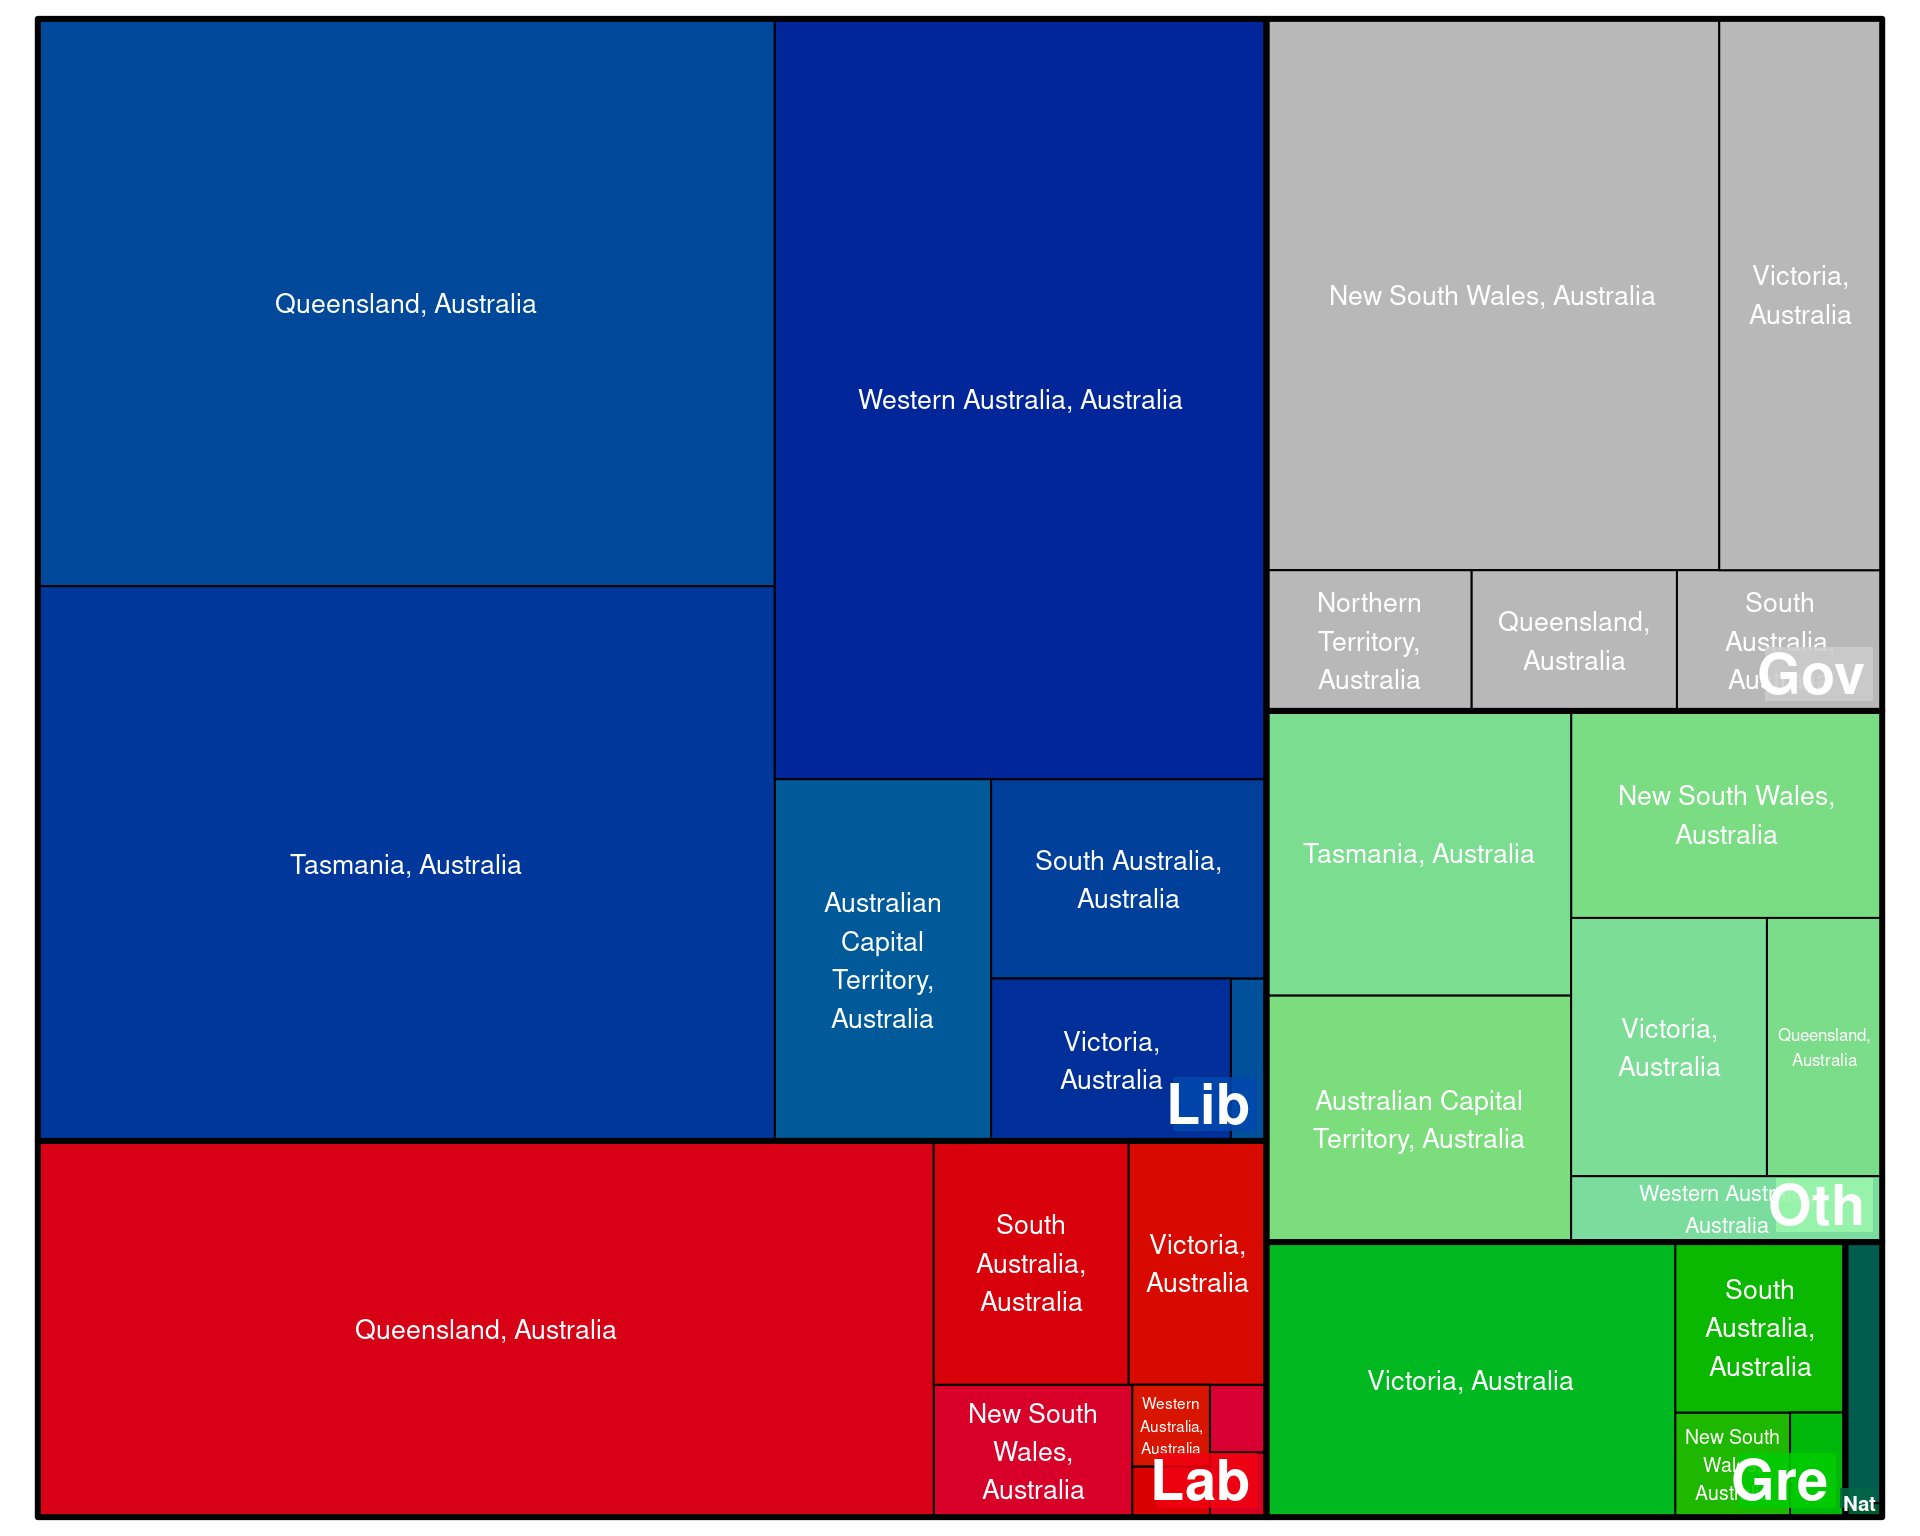 Queensland, Australia
Western Australia, Australia
Tasmania, Australia
Australian
Capital
Territory,
Australia
South Australia,
Australia
Victoria,
Australia
Lib
New South Wales, Australia
Victoria,
Australia
Northern
Territory,
Australia
Queensland,
Australia
South
Australia,
Gov
Tasmania, Australia
New South Wales,
Australia
Australian Capital
Territory, Australia
Victoria,
Australia
Queensland,
Australia
Western
Australia
Oth
Queensland, Australia
South
Australia,
Australia
Victoria,
Australia
New South
Wales,
Australia
Western
Australia,
Australia
Lab
Victoria, Australia
South
Australia,
Australia
New South
Gre
Nat